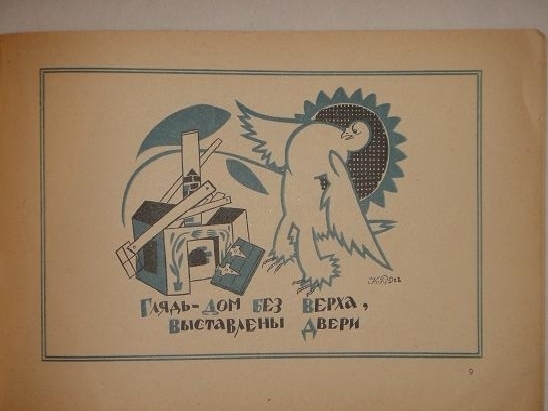 Глядь-дом без верха,
выставлены двери
9